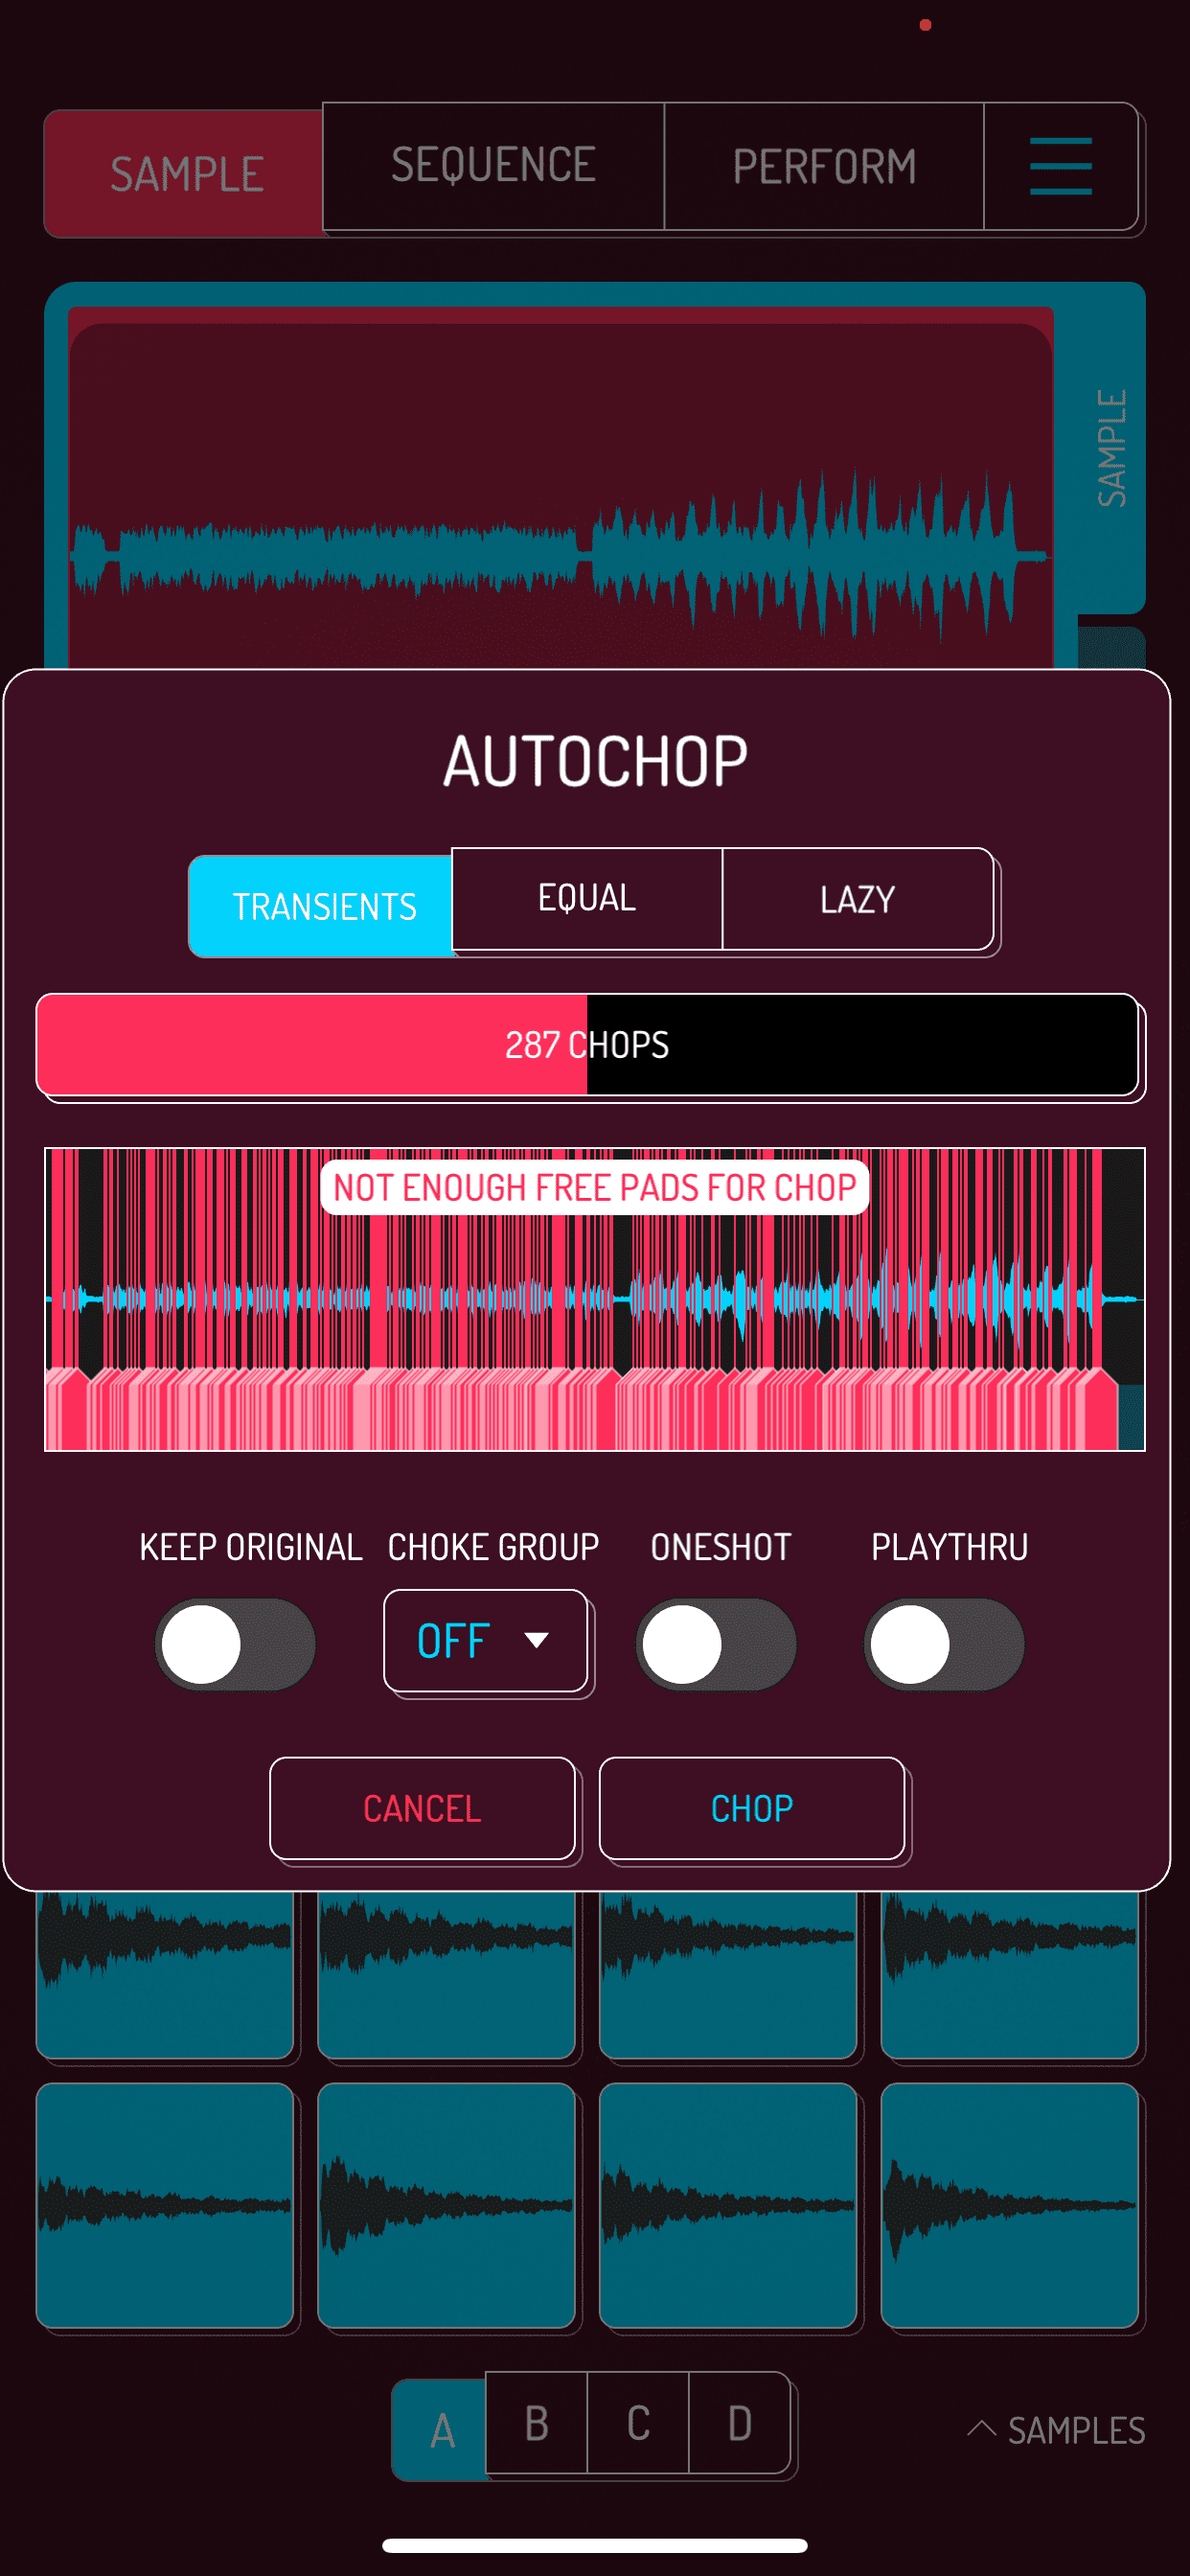 SAMPLE
SEQUENCE
PERFORM
SAMPLE
AUTOCHOP
TRANSIENTS
EQUAL
LAZY
287 CHOPS
NOT ENOUGH FREE PADS FOR CHOP
KEEP ORIGINAL
CHOKE GROUP
ONESHOT
PLAYTHRU
OFF
CANCEL
CHOP
A
B
C
D
SAMPLES